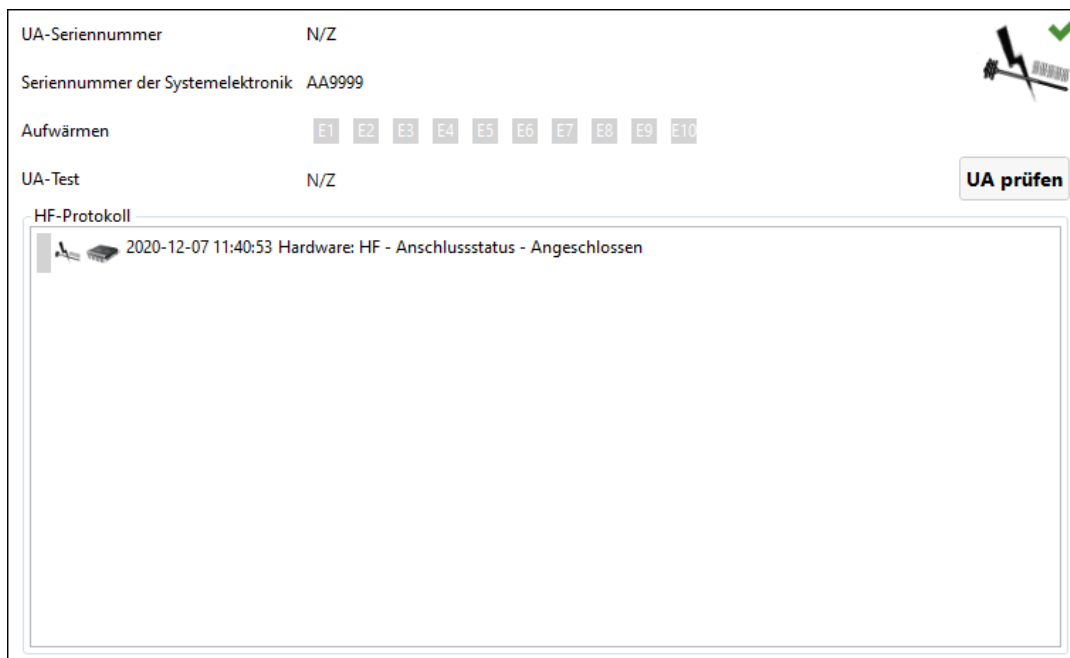 UA-Seriennummer N/Z
Seriennummer der Systemelektronik AA9999
Aufwärmen E1 E2 E3 E4 E5 E6 E7 E8 E9 E10
UA-Test N/Z UA prüfen
HF-Protokoll
2020-12-07 11:40:53 Hardware: HF - Anschlussstatus - Angeschlossen